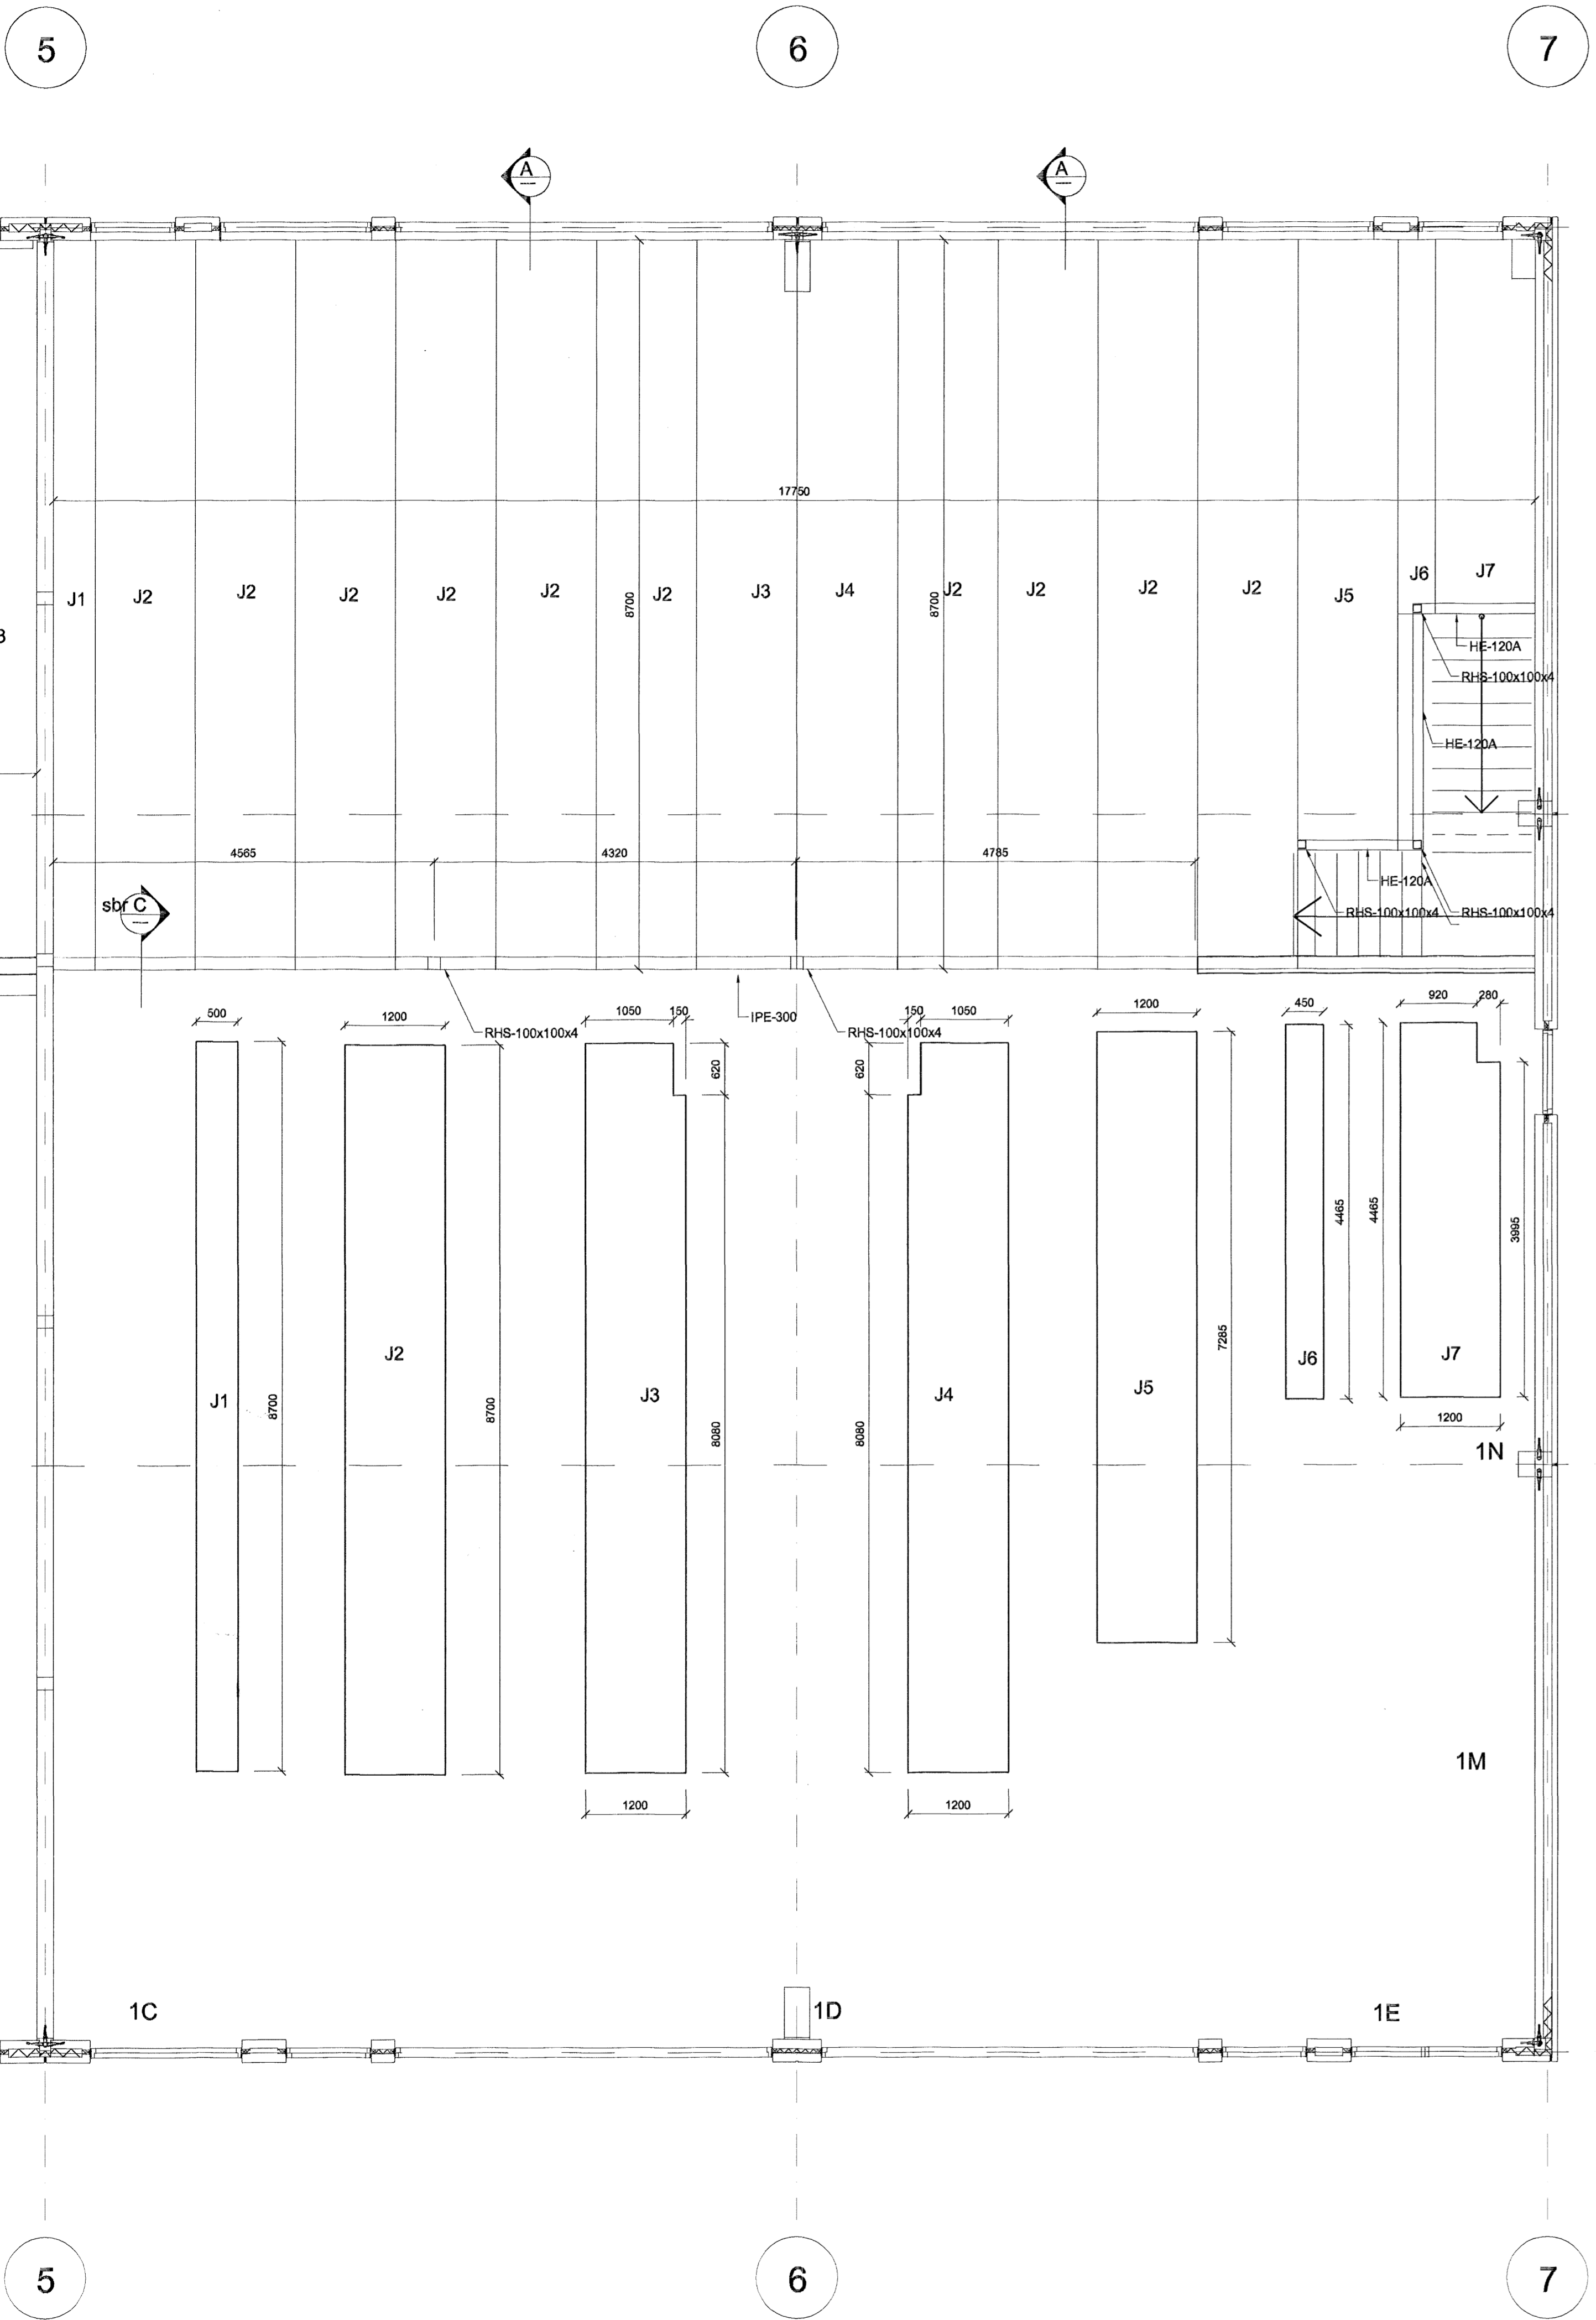 5 6 7
A A
17750
J1 J2 J2 J2 J2 J2 J2 J3 J4 J2 J2 J2 J2 J5 J6 J7
8700 8700
HE-120A
RHS-100x100x4
HE-120A
4565 4320 4785
HE-120A
sbr C
RHS-100x100x4 RHS-100x100x4
500 1200 1050 150 150 1050 1200 450 920 280
IPE-300
RHS-100x100x4 RHS-100x100x4
620 620
4465 4465 3995
7285
J1 J2 J3 J4 J5 J6 J7
8700 8700 8080 8080
1200
1N
1M
1200 1200
1C 1D 1E
5 6 7